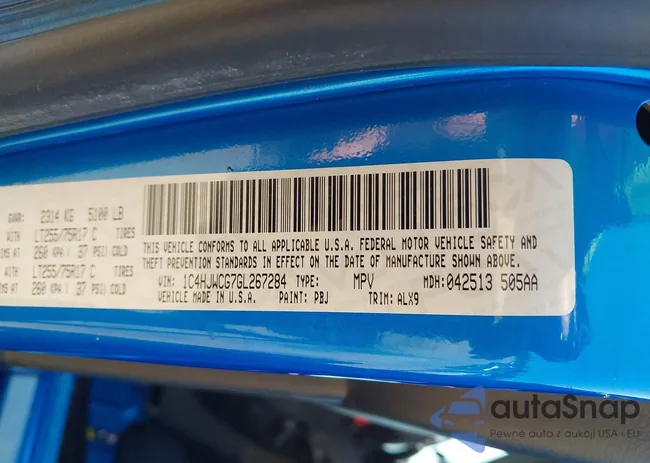 GVWR: 2314 KG 5100 LB
WITH LT255/75R17 C TIRES
RIMS AT 260 KPA ( 37 PSI) COLD
WITH LT255/75R17 C TIRES
RIMS AT 260 KPA ( 37 PSI) COLD
THIS VEHICLE CONFORMS TO ALL APPLICABLE U.S.A. FEDERAL MOTOR VEHICLE SAFETY AND
THEFT PREVENTION STANDARDS IN EFFECT ON THE DATE OF MANUFACTURE SHOWN ABOVE.
VIN: 1C4HJWCG7GL267284 TYPE: MPV MDH: 042513 505AA
VEHICLE MADE IN U.S.A. PAINT: PBJ TRIM: ALX9
autaSnap
Pewne auta z aukcji USA i EU